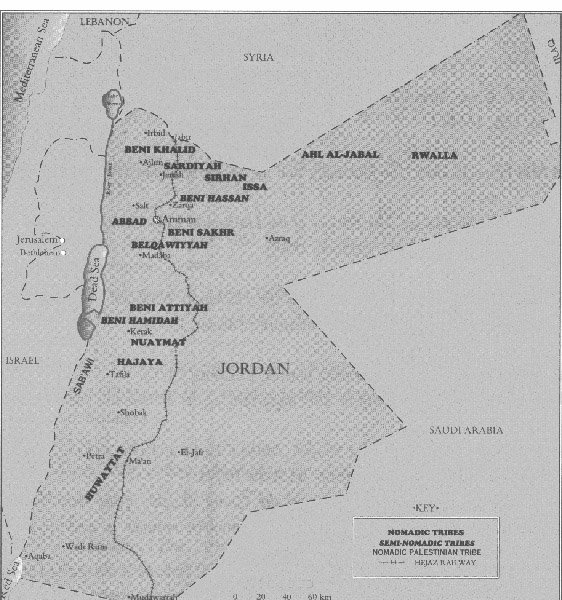 LEBANON
Mediterranean Sea
SYRIA
IRAQ
Irbid
BENI KHALID
AHL AL-JABAL
RWALLA
Ajlun
SARDIYAH
Jerash
SIRHAN
ISSA
BENI HASSAN
Salt
Zarqa
ABBAD
Amman
BENI SAKHR
Azraq
Jerusalem
BELQAWIYYAH
Bethlehem
Madaba
Dead Sea
BENI ATTIYAH
BENI HAMIDAH
Kerak
NUAYMAT
ISRAEL
HAJAYA
JORDAN
SAB'AWI
Tafila
Shobak
SAUDI ARABIA
Petra
Ma'an
El-Jafr
HUWAYTAT
·KEY·
NOMADIC TRIBES
SEMI-NOMADIC TRIBES
NOMADIC PALESTINIAN TRIBE
HEJAZ RAILWAY
Wadi Rum
Aqaba
Red Sea
Mudawarrah
0 20 40 60 km